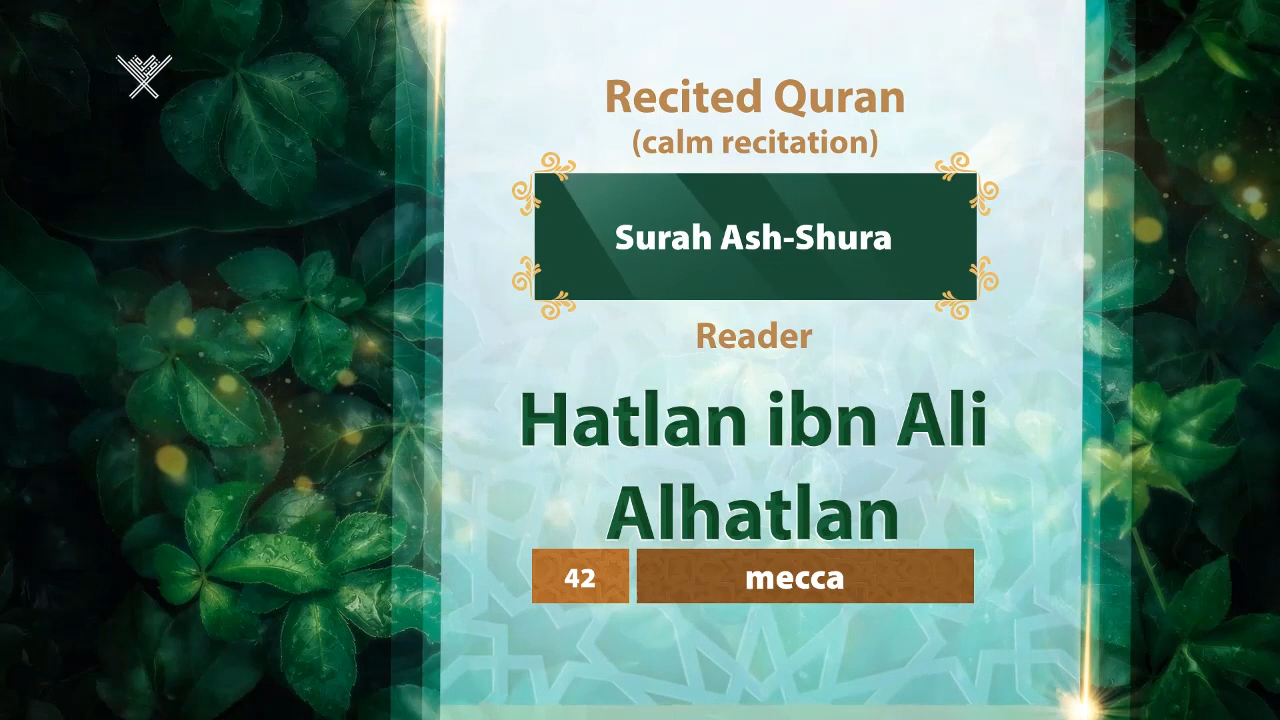 Recited Quran
(calm recitation)
Surah Ash-Shura
Reader
Hatlan ibn Ali
Alhatlan
42 mecca